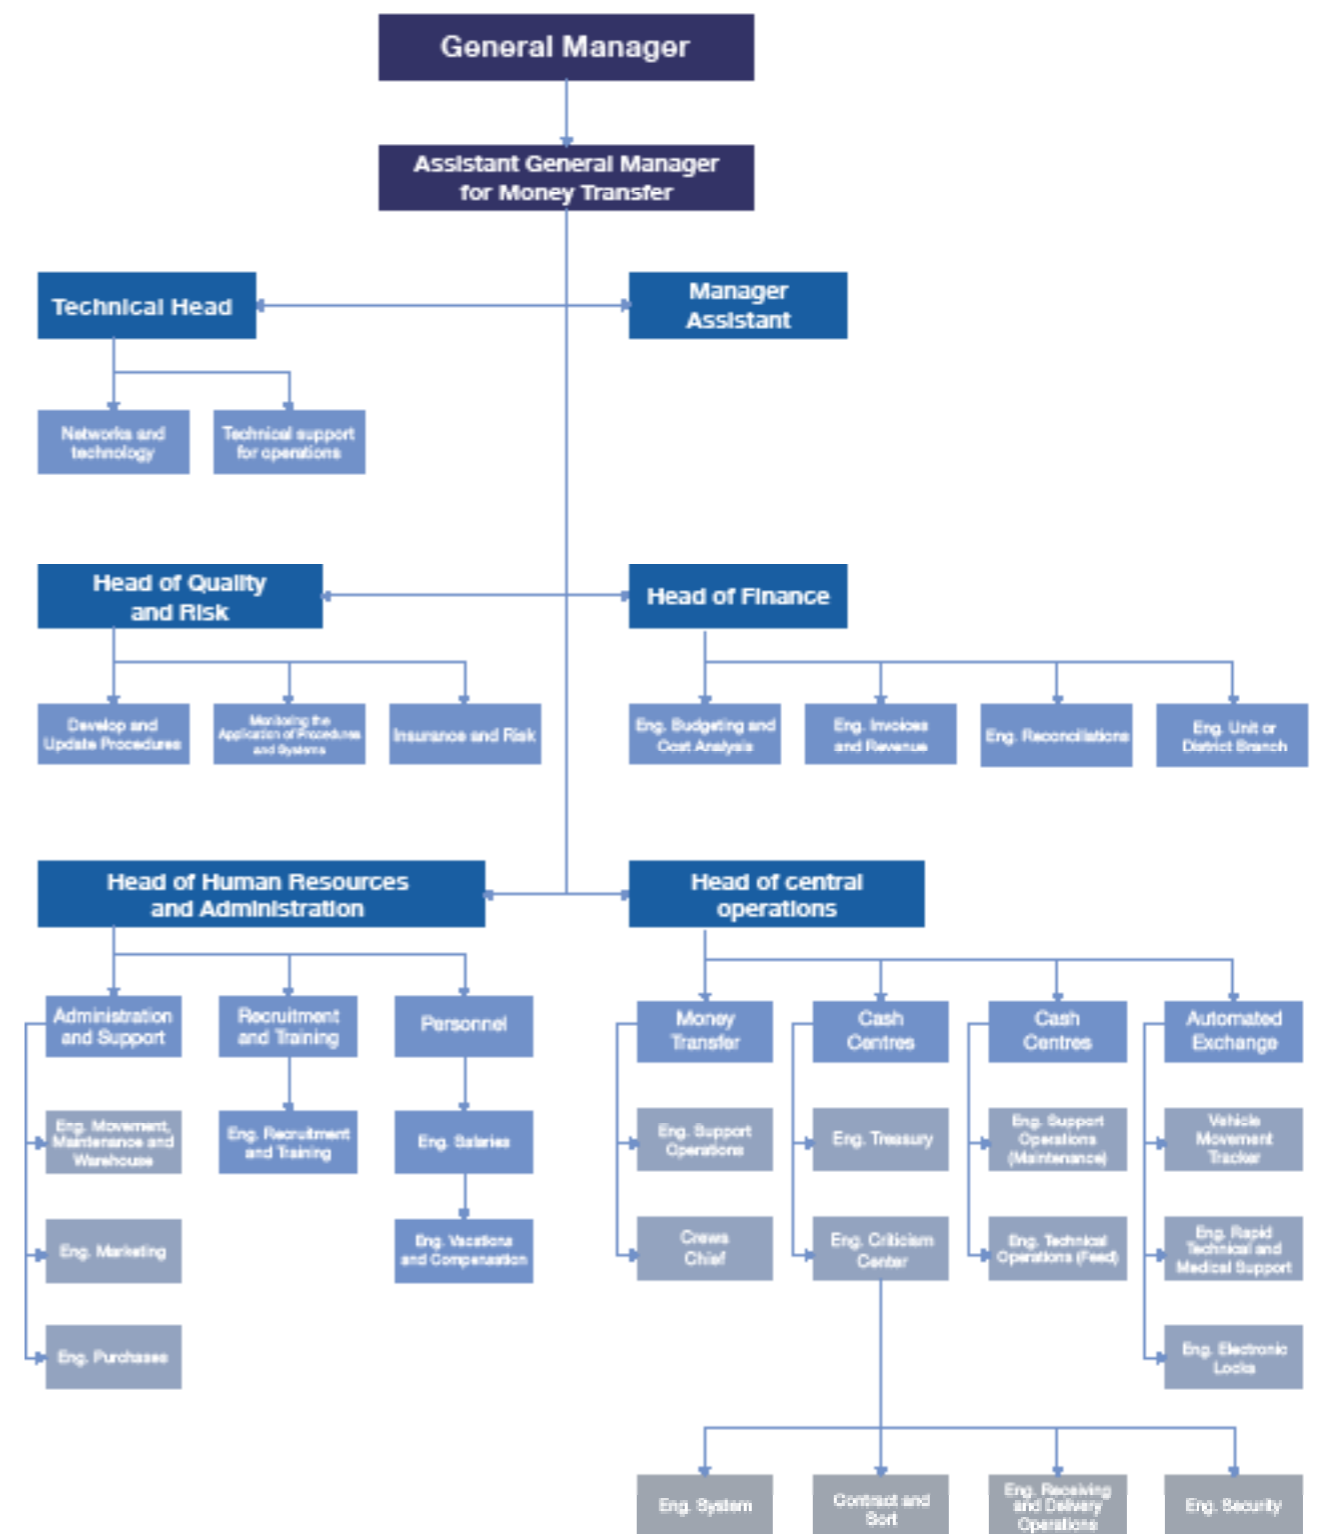 General Manager
Assistant General Manager
for Money Transfer
Technical Head
Manager
Assistant
Networks and
technology
Technical support
for operations
Head of Quality
and Risk
Head of Finance
Develop and
Update Procedures
Monitoring the
Application of Procedures
and Systems
Insurance and Risk
Eng. Budgeting and
Cost Analysis
Eng. Invoices
and Revenue
Eng. Reconciliations
Eng. Unit or
District Branch
Head of Human Resources
and Administration
Head of central
operations
Administration
and Support
Recruitment
and Training
Personnel
Money
Transfer
Cash
Centres
Cash
Centres
Automated
Exchange
Eng. Movement,
Maintenance and
Warehouse
Eng. Recruitment
and Training
Eng. Salaries
Eng. Support
Operations
Eng. Treasury
Eng. Support
Operations
(Maintenance)
Vehicle
Movement
Tracker
Eng. Marketing
Eng. Vacations
and Compensation
Crews
Chief
Eng. Criticism
Center
Eng. Technical
Operations (Feed)
Eng. Rapid
Technical and
Medical Support
Eng. Purchases
Eng. Electronic
Locks
Eng. System
Contract and
Sort
Eng. Receiving
and Delivery
Operations
Eng. Security